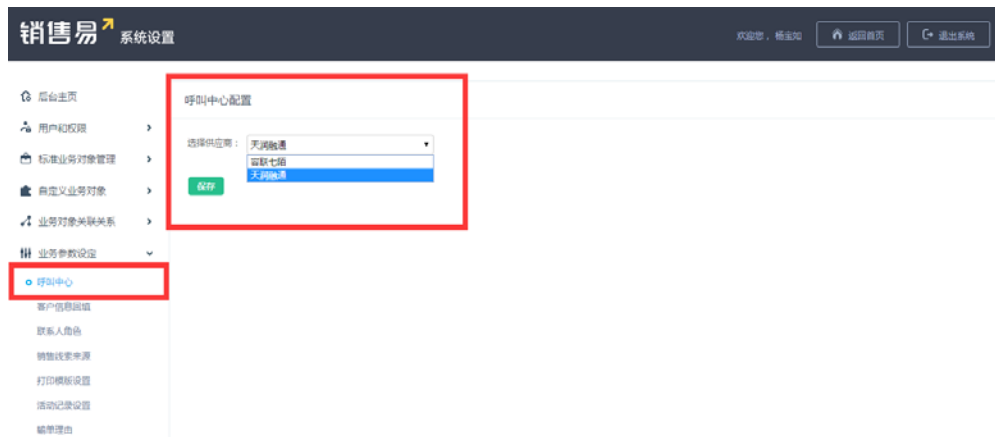 销售易 系统设置
欢迎您，杨宝如
返回首页
退出系统
后台主页
用户和权限
标准业务对象管理
自定义业务对象
业务对象关联关系
业务参数设定
呼叫中心
客户信息回填
联系人角色
销售线索来源
打印模版设置
活动记录设置
输单理由
呼叫中心配置
选择供应商： 天润融通
容联七陌
天润融通
保存